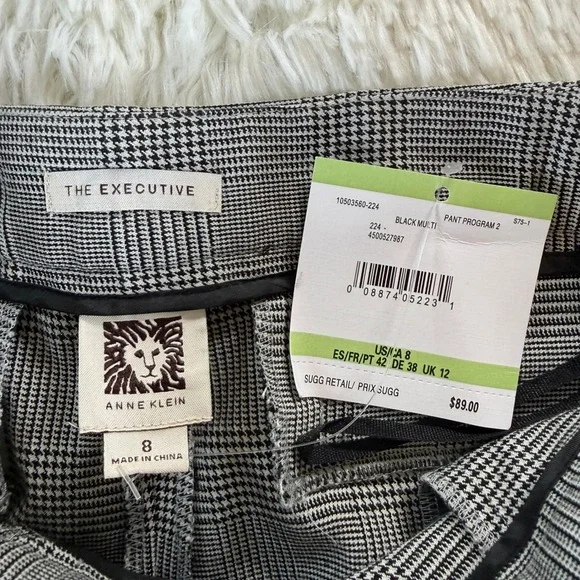 THE EXECUTIVE
ANNE KLEIN
8
MADE IN CHINA
10503560-224
BLACK MULTI PANT PROGRAM 2 S75-1
224 -
4500527987
0 08874 05223 1
US/CA 8
ES/FR/PT 42 DE 38 UK 12
SUGG RETAIL/ PRIX SUGG
$89.00